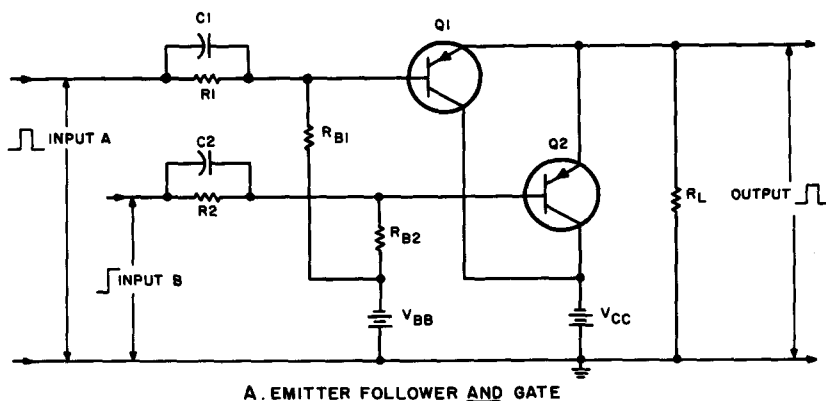 C1
Q1
R1
INPUT A
RB1
C2
Q2
R2
RB2
RL
OUTPUT
INPUT B
VBB
VCC
A. EMITTER FOLLOWER AND GATE